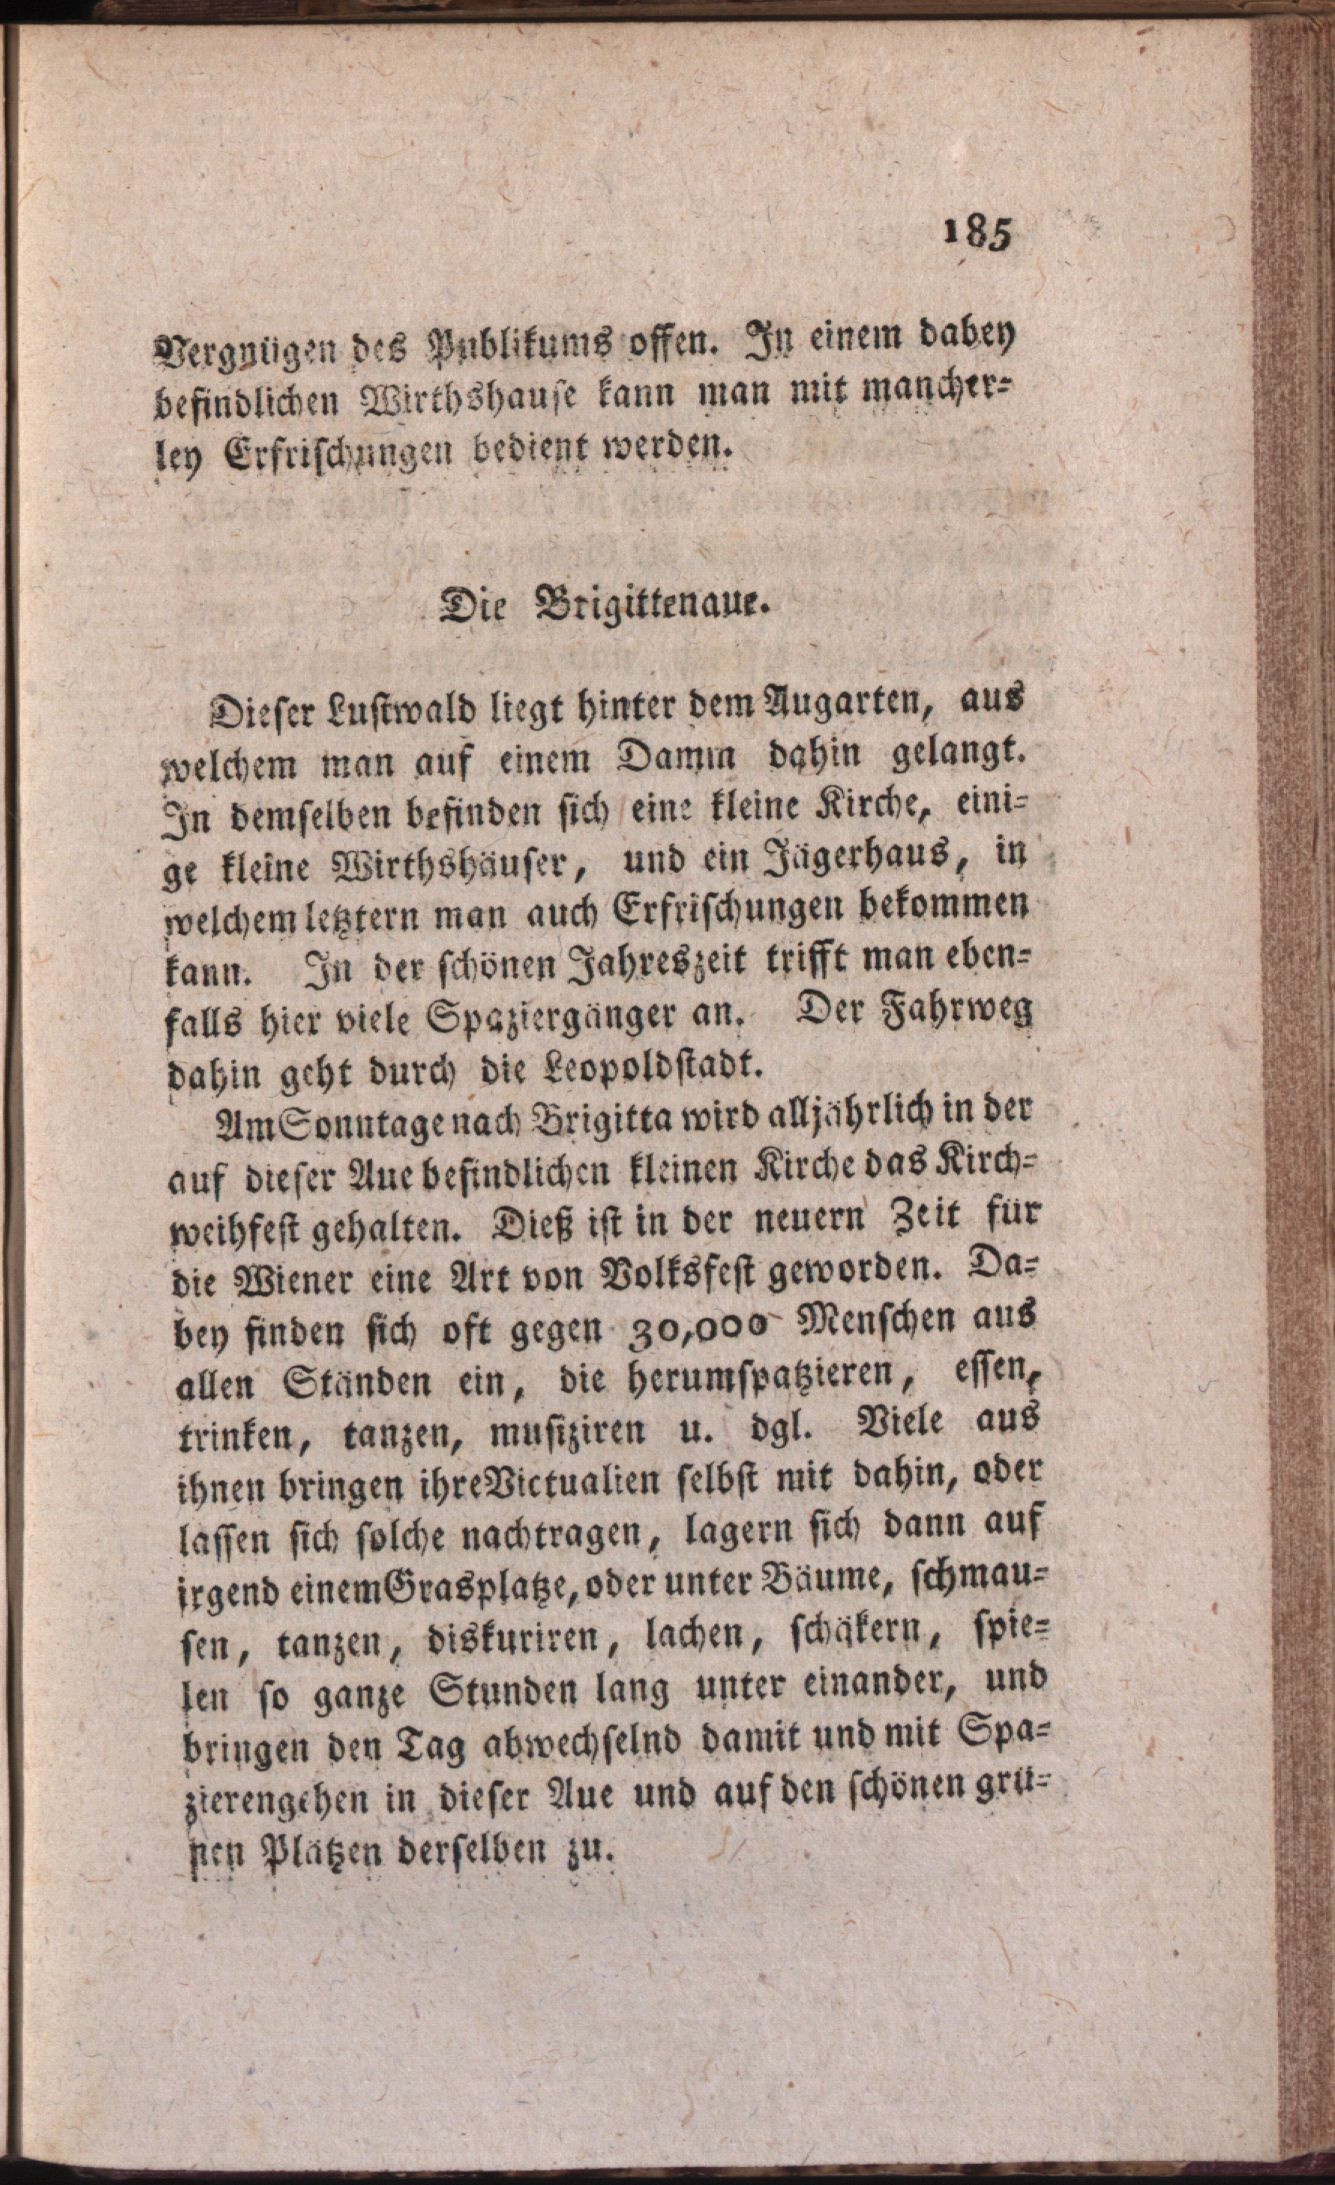 185
Vergnügen des Publikums offen. In einem dabey
befindlichen Wirthshause kann man mit mancher-
ley Erfrischungen bedient werden.
Die Brigittenaue.
Dieser Lustwald liegt hinter dem Augarten, aus
welchem man auf einem Damm dahin gelangt.
In demselben befinden sich eine kleine Kirche, eini-
ge kleine Wirthshäuser, und ein Jägerhaus, in
welchem letztern man auch Erfrischungen bekommen
kann. In der schönen Jahreszeit trifft man eben-
falls hier viele Spaziergänger an. Der Fahrweg
dahin geht durch die Leopoldstadt.
Am Sonntage nach Brigitta wird alljährlich in der
auf dieser Aue befindlichen kleinen Kirche das Kirch-
weihfest gehalten. Dieß ist in der neuern Zeit für
die Wiener eine Art von Volksfest geworden. Da-
bey finden sich oft gegen 30,000 Menschen aus
allen Ständen ein, die herumspatzieren, essen,
trinken, tanzen, musiziren u. dgl. Viele aus
ihnen bringen ihre Victualien selbst mit dahin, oder
lassen sich solche nachtragen, lagern sich dann auf
irgend einem Grasplatze, oder unter Bäume, schmau-
sen, tanzen, diskuriren, lachen, schäkern, spie-
len so ganze Stunden lang unter einander, und
bringen den Tag abwechselnd damit und mit Spa-
zierengehen in dieser Aue und auf den schönen grü-
nen Plätzen derselben zu.